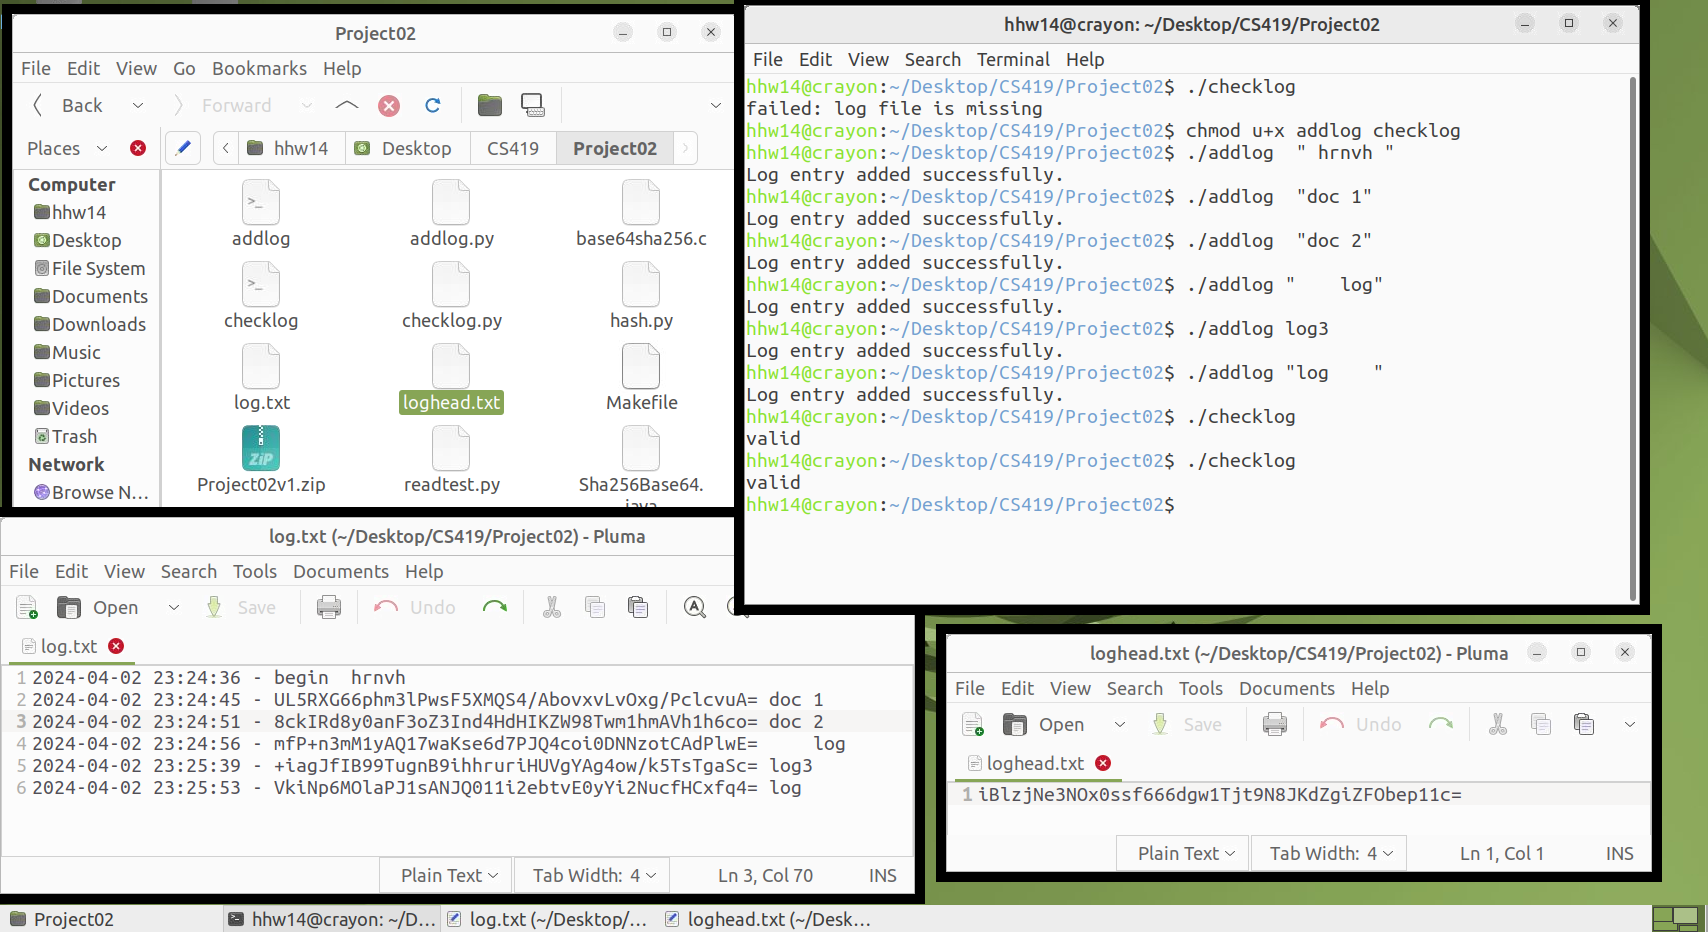 Project02
File Edit View Go Bookmarks Help
Back Forward
Places hhw14 Desktop CS419 Project02
Computer
hhw14
Desktop
File System
Documents
Downloads
Music
Pictures
Videos
Trash
Network
Browse N...
addlog addlog.py base64sha256.c
checklog checklog.py hash.py
log.txt loghead.txt Makefile
ZiP
Project02v1.zip readtest.py Sha256Base64.
java
hhw14@crayon: ~/Desktop/CS419/Project02
File Edit View Search Terminal Help
hhw14@crayon:~/Desktop/CS419/Project02$ ./checklog
failed: log file is missing
hhw14@crayon:~/Desktop/CS419/Project02$ chmod u+x addlog checklog
hhw14@crayon:~/Desktop/CS419/Project02$ ./addlog  " hrnvh "
Log entry added successfully.
hhw14@crayon:~/Desktop/CS419/Project02$ ./addlog  "doc 1"
Log entry added successfully.
hhw14@crayon:~/Desktop/CS419/Project02$ ./addlog  "doc 2"
Log entry added successfully.
hhw14@crayon:~/Desktop/CS419/Project02$ ./addlog "    log"
Log entry added successfully.
hhw14@crayon:~/Desktop/CS419/Project02$ ./addlog log3
Log entry added successfully.
hhw14@crayon:~/Desktop/CS419/Project02$ ./addlog "log    "
Log entry added successfully.
hhw14@crayon:~/Desktop/CS419/Project02$ ./checklog
valid
hhw14@crayon:~/Desktop/CS419/Project02$ ./checklog
valid
hhw14@crayon:~/Desktop/CS419/Project02$
log.txt (~/Desktop/CS419/Project02) - Pluma
File Edit View Search Tools Documents Help
Open Save Undo
log.txt
1 2024-04-02 23:24:36 - begin  hrnvh
2 2024-04-02 23:24:45 - UL5RXG66phm3lPwsF5XMQS4/AbovxvLvOxg/PclcvuA= doc 1
3 2024-04-02 23:24:51 - 8ckIRd8y0anF3oZ3Ind4HdHIKZW98Twm1hmAVh1h6co= doc 2
4 2024-04-02 23:24:56 - mfP+n3mM1yAQ17waKse6d7PJQ4coi0DNNzotCAdPlwE=     log
5 2024-04-02 23:25:39 - +iagJfIB99TugnB9ihhruriHUVgYAg4ow/k5TsTgaSc= log3
6 2024-04-02 23:25:53 - VkiNp6MOlaPJ1sANJQ011i2ebtvE0yYi2NucfHCxfq4= log
Plain Text Tab Width: 4 Ln 3, Col 70 INS
loghead.txt (~/Desktop/CS419/Project02) - Pluma
File Edit View Search Tools Documents Help
Open Save Undo
loghead.txt
1 iBlzjNe3NOx0ssf666dgw1Tjt9N8JKdZgiZFObep11c=
Plain Text Tab Width: 4 Ln 1, Col 1 INS
Project02 hhw14@crayon: ~/D... log.txt (~/Desktop/... loghead.txt (~/Desk...